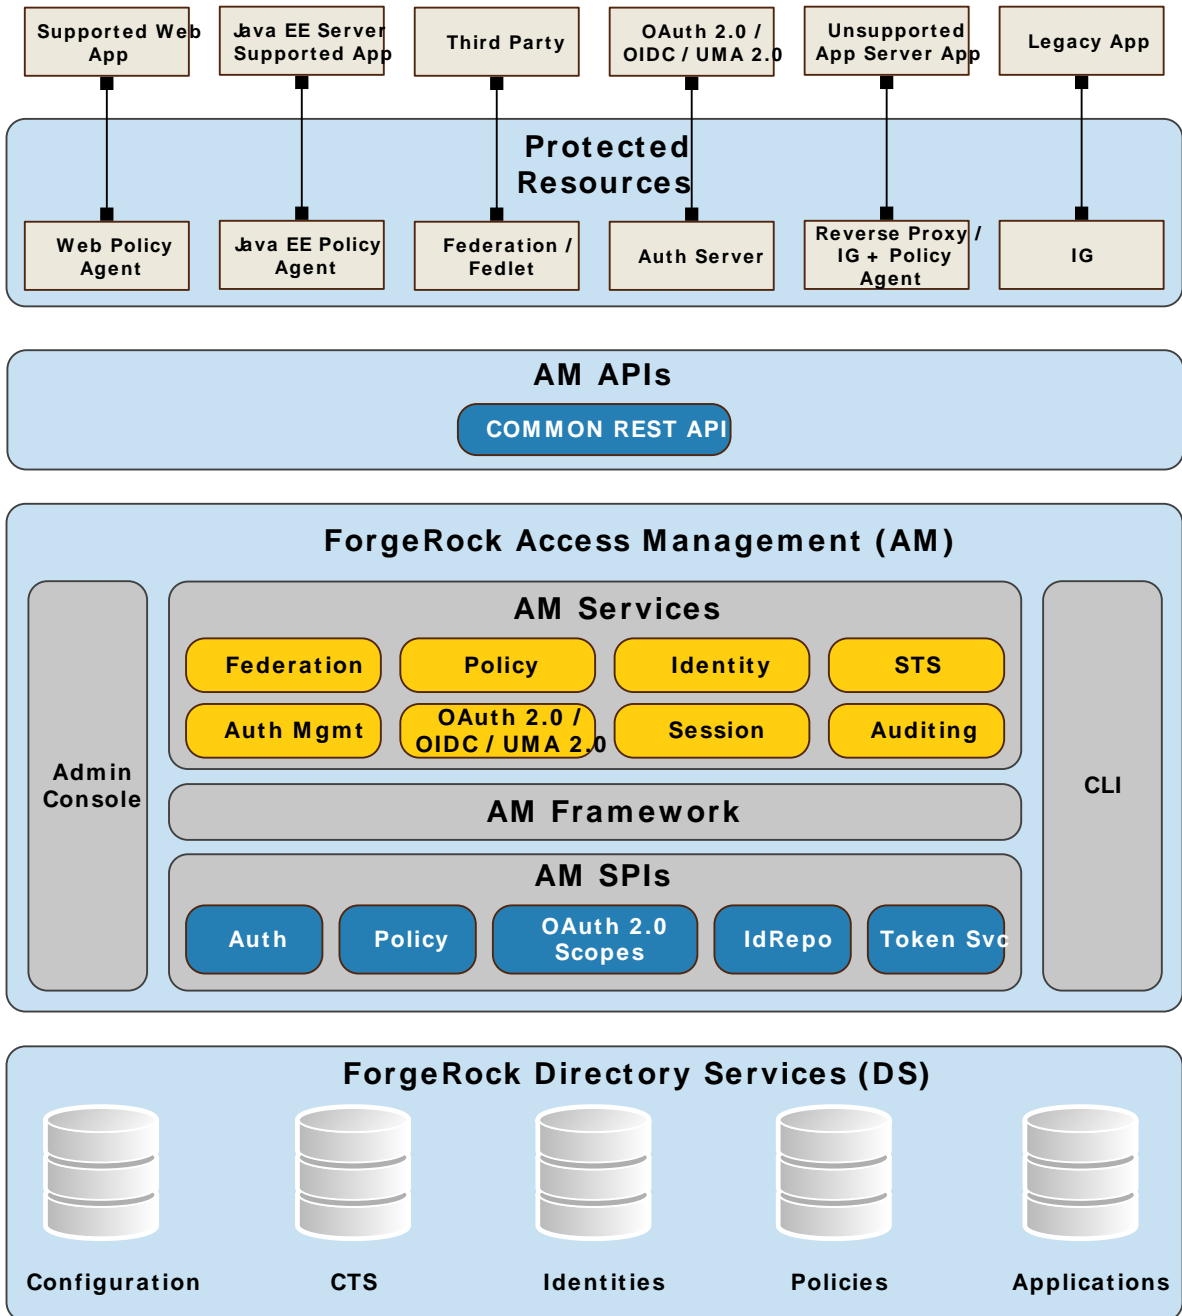 Supported Web
App
Java EE Server
Supported App
Third Party
OAuth 2.0 /
OIDC / UMA 2.0
Unsupported
App Server App
Legacy App
Protected
Resources
Web Policy
Agent
Java EE Policy
Agent
Federation /
Fedlet
Auth Server
Reverse Proxy /
IG + Policy
Agent
IG
AM APIs
COMMON REST API
ForgeRock Access Management (AM)
Admin
Console
AM Services
Federation
Policy
Identity
STS
Auth Mgmt
OAuth 2.0 /
OIDC / UMA 2.0
Session
Auditing
CLI
AM Framework
AM SPIs
Auth
Policy
OAuth 2.0
Scopes
IdRepo
Token Svc
ForgeRock Directory Services (DS)
Configuration
CTS
Identities
Policies
Applications